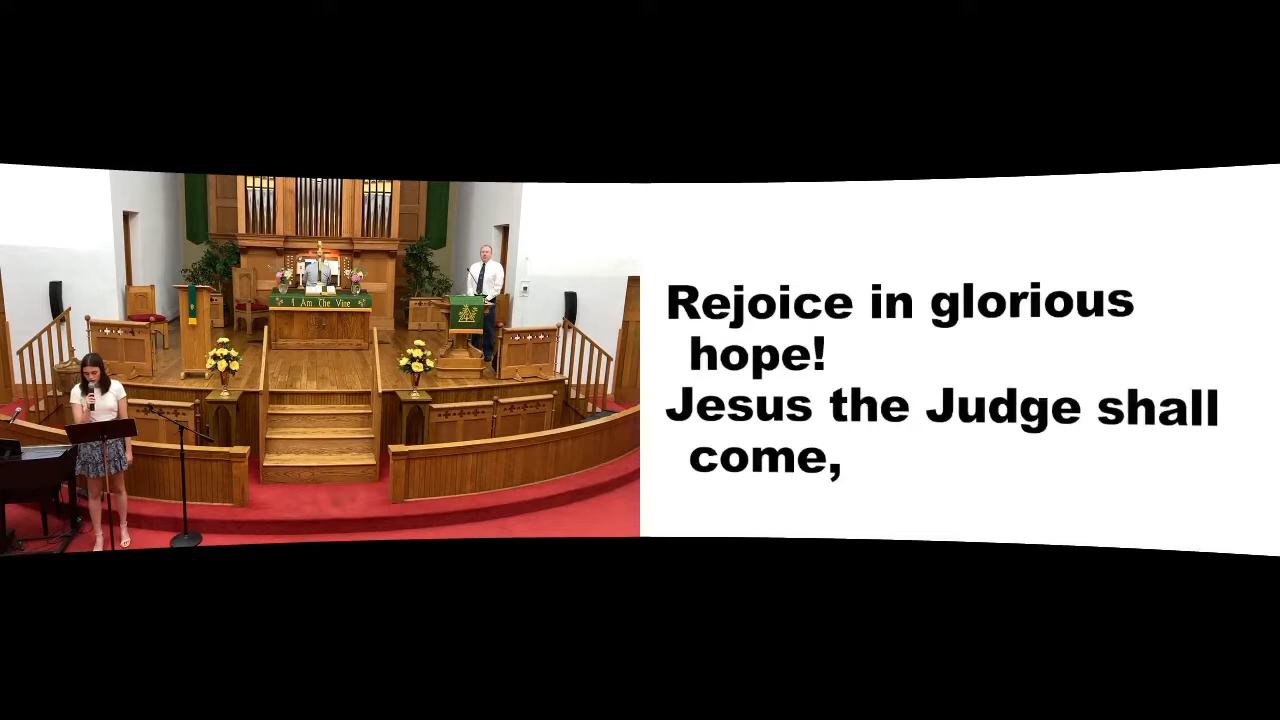 I Am The Vine
Rejoice in glorious
hope!
Jesus the Judge shall
come,